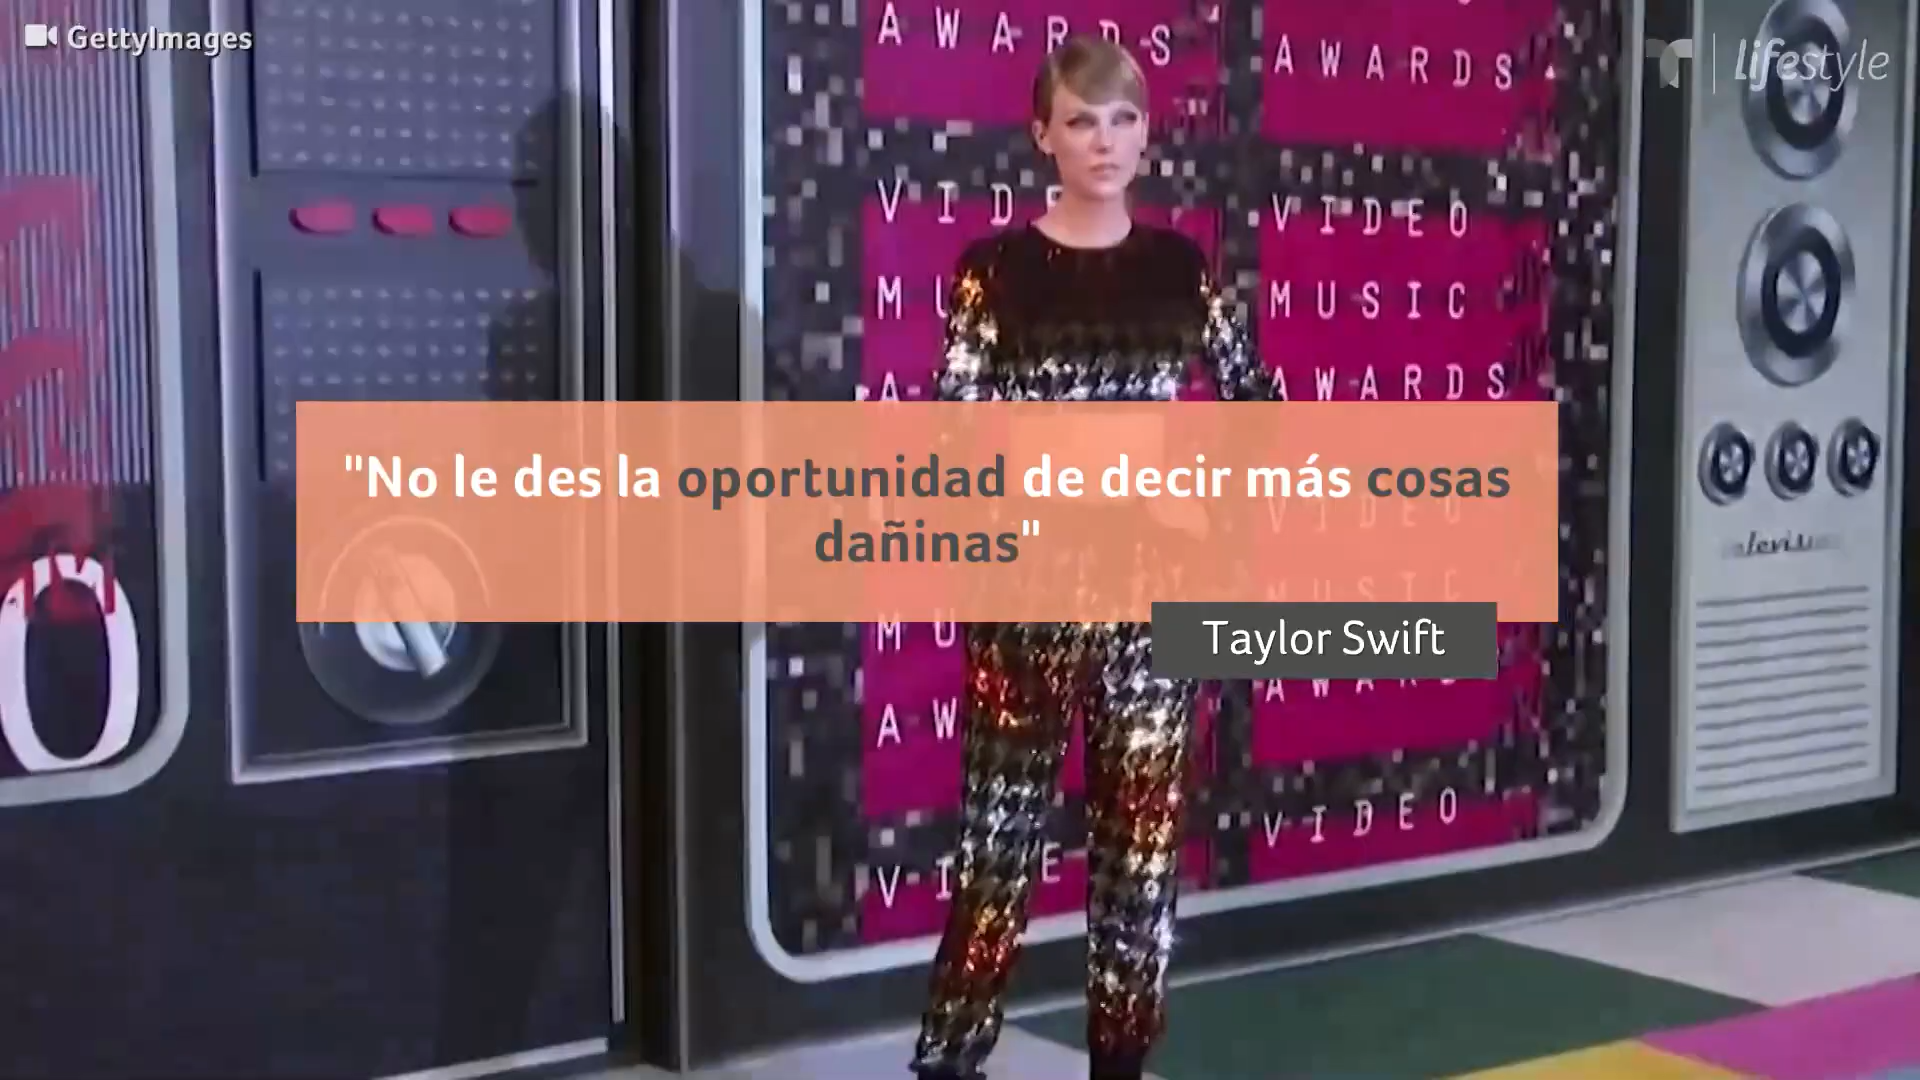 GettyImages
lifestyle
AWARDS
AWARDS
VIDEO
MUSIC
AWARDS
"No le des la oportunidad de decir más cosas
dañinas"
VIDEO
MUSIC
Taylor Swift
VIDEO